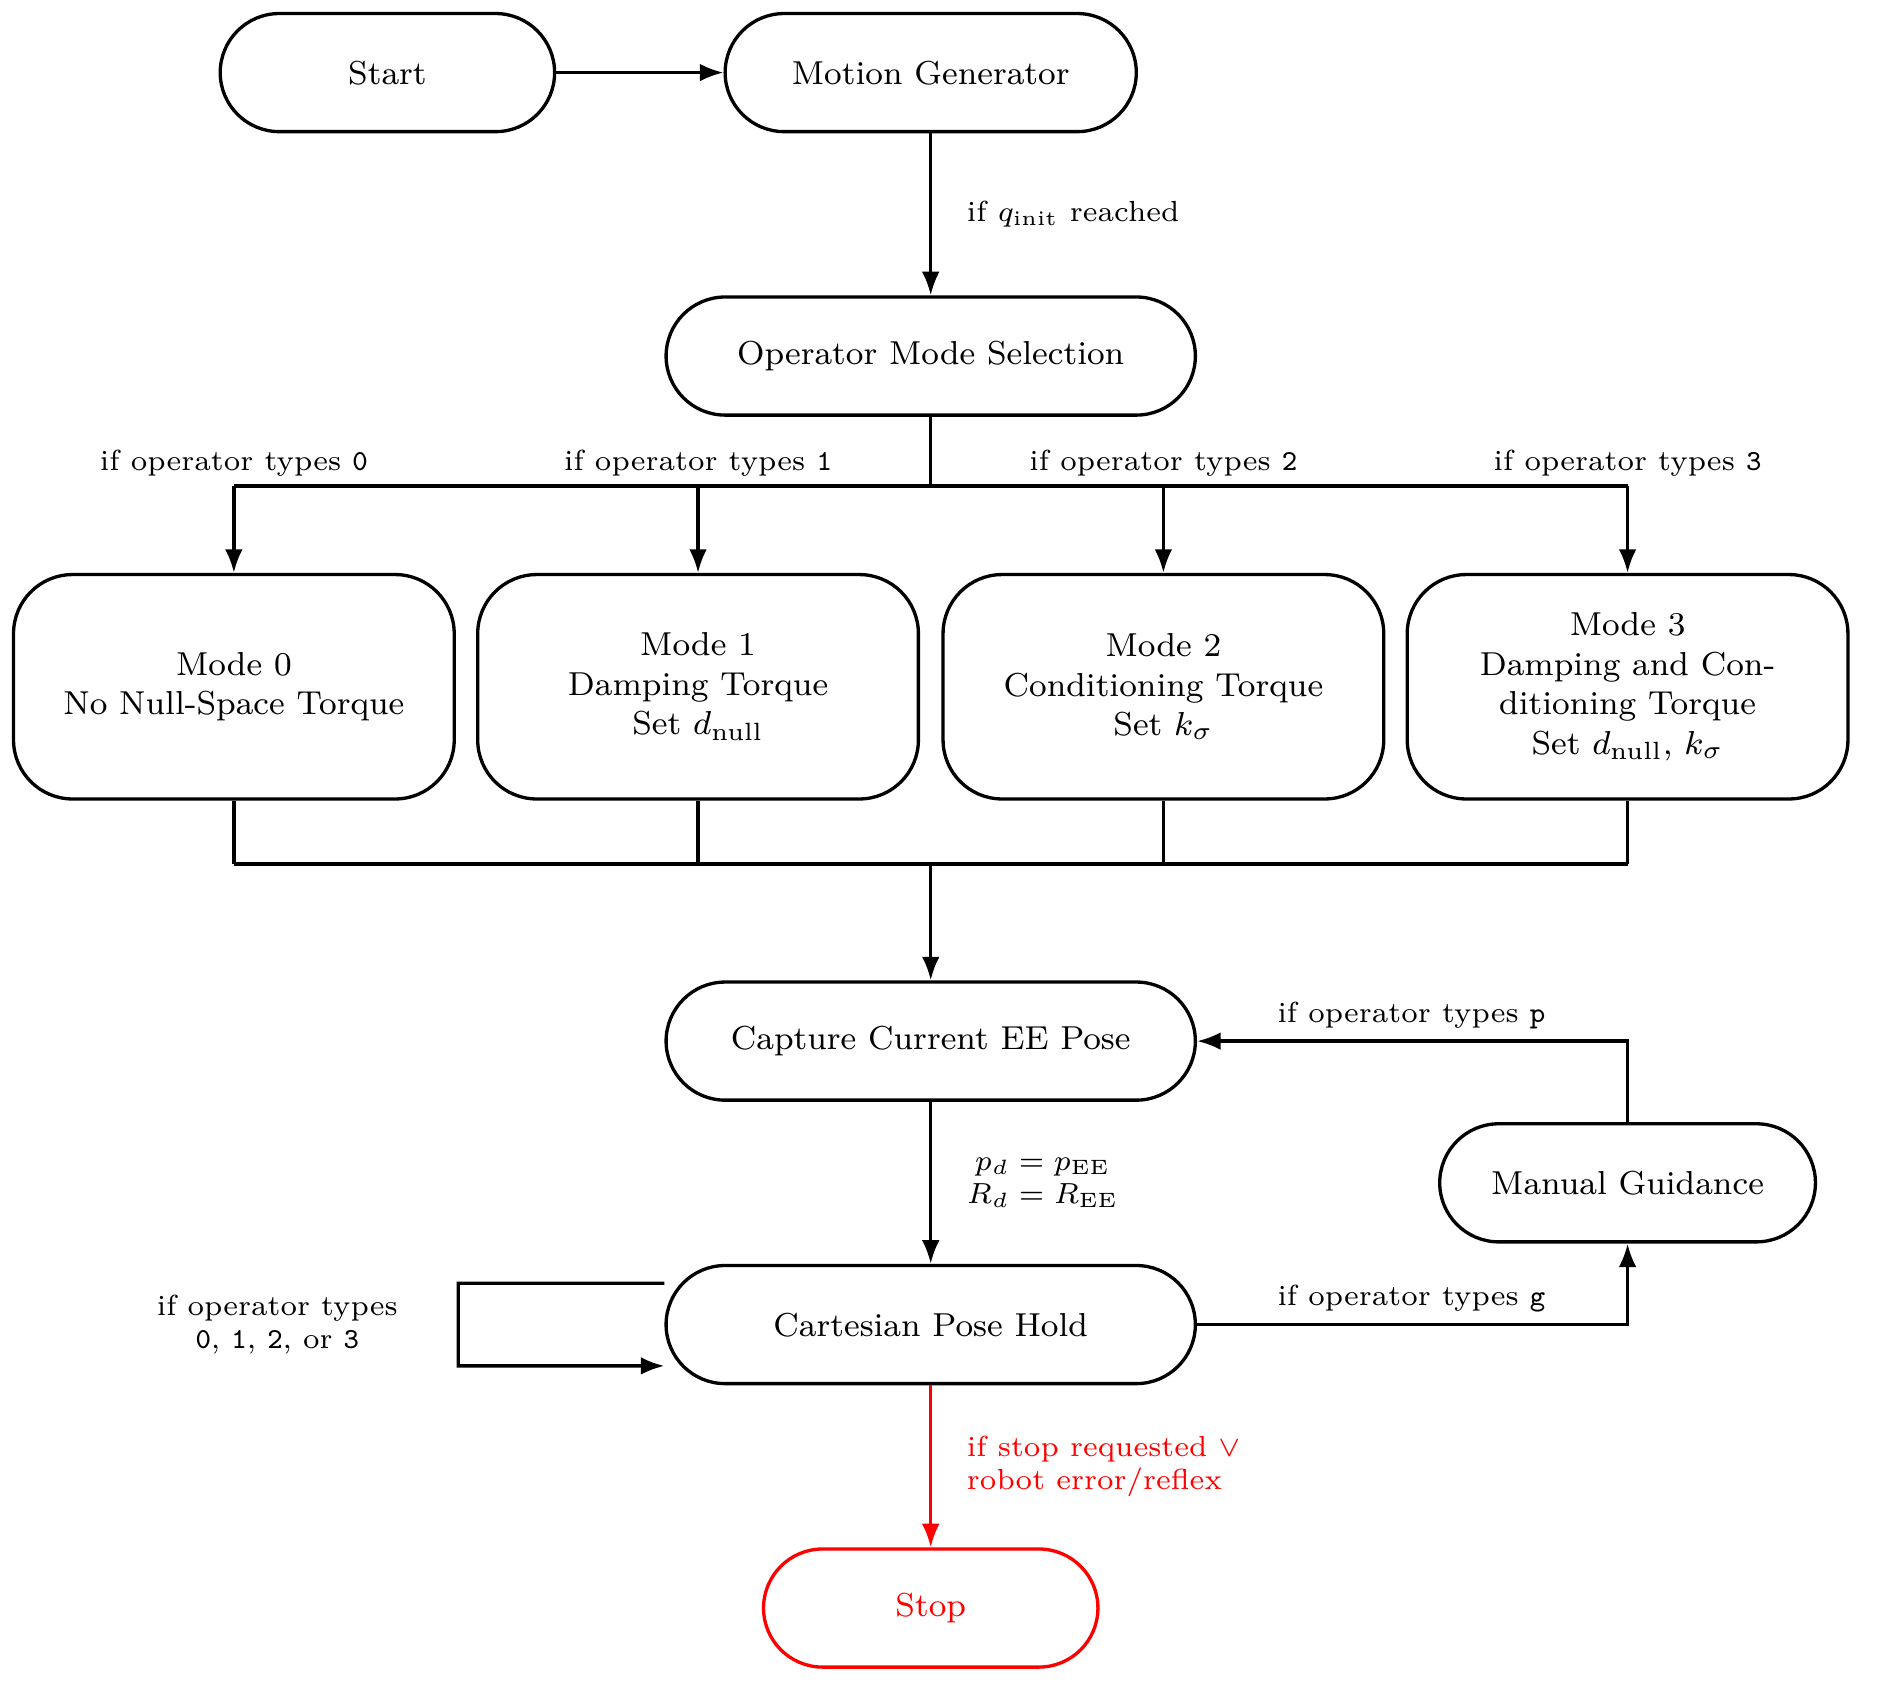 Start
Motion Generator
if q_init reached
Operator Mode Selection
if operator types 0
if operator types 1
if operator types 2
if operator types 3
Mode 0
No Null-Space Torque
Mode 1
Damping Torque
Set d_null
Mode 2
Conditioning Torque
Set k_σ
Mode 3
Damping and Con-
ditioning Torque
Set d_null, k_σ
Capture Current EE Pose
if operator types p
p_d = p_EE
R_d = R_EE
Manual Guidance
if operator types
0, 1, 2, or 3
Cartesian Pose Hold
if operator types g
if stop requested ∨
robot error/reflex
Stop